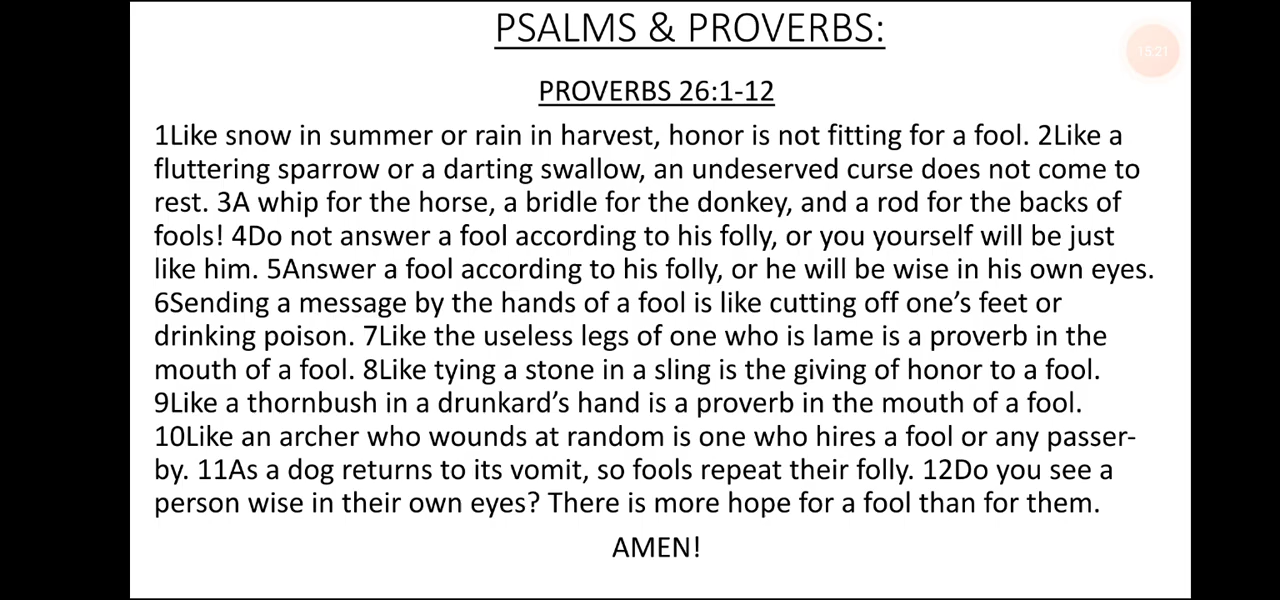 PSALMS & PROVERBS:
15:21
PROVERBS 26:1-12
1Like snow in summer or rain in harvest, honor is not fitting for a fool. 2Like a
fluttering sparrow or a darting swallow, an undeserved curse does not come to
rest. 3A whip for the horse, a bridle for the donkey, and a rod for the backs of
fools! 4Do not answer a fool according to his folly, or you yourself will be just
like him. 5Answer a fool according to his folly, or he will be wise in his own eyes.
6Sending a message by the hands of a fool is like cutting off one’s feet or
drinking poison. 7Like the useless legs of one who is lame is a proverb in the
mouth of a fool. 8Like tying a stone in a sling is the giving of honor to a fool.
9Like a thornbush in a drunkard’s hand is a proverb in the mouth of a fool.
10Like an archer who wounds at random is one who hires a fool or any passer-
by. 11As a dog returns to its vomit, so fools repeat their folly. 12Do you see a
person wise in their own eyes? There is more hope for a fool than for them.
AMEN!